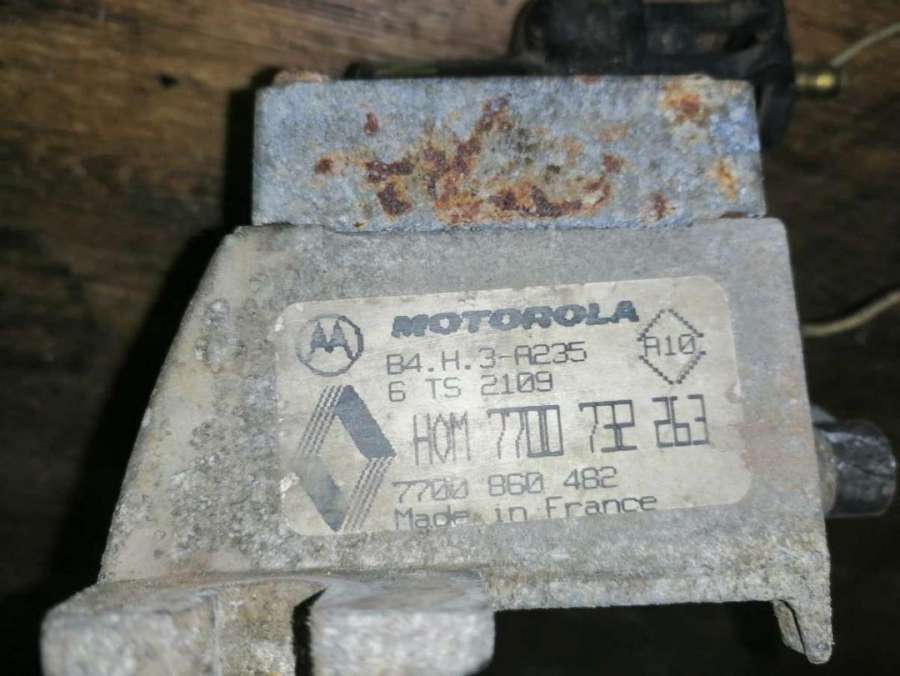 MOTOROLA
B4.H.3-A235
A10
6 TS 2109
HOM 7700 732 263
7700 860 482
Made in France